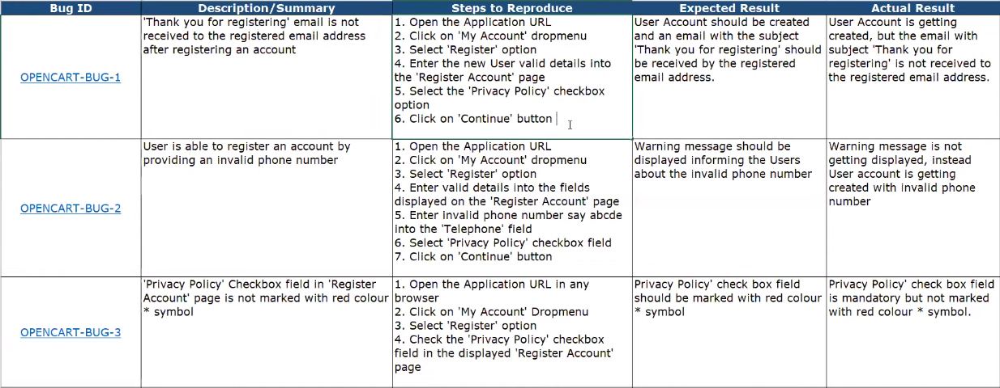 Bug ID Description/Summary Steps to Reproduce Expected Result Actual Result
OPENCART-BUG-1
'Thank you for registering' email is not
received to the registered email address
after registering an account
1. Open the Application URL
2. Click on 'My Account' dropmenu
3. Select 'Register' option
4. Enter the new User valid details into
the 'Register Account' page
5. Select the 'Privacy Policy' checkbox
option
6. Click on 'Continue' button
User Account should be created
and an email with the subject
'Thank you for registering' should
be received by the registered
email address.
User Account is getting
created, but the email with
subject 'Thank you for
registering' is not received to
the registered email address.
OPENCART-BUG-2
User is able to register an account by
providing an invalid phone number
1. Open the Application URL
2. Click on 'My Account' dropmenu
3. Select 'Register' option
4. Enter valid details into the fields
displayed on the 'Register Account' page
5. Enter invalid phone number say abcde
into the 'Telephone' field
6. Select 'Privacy Policy' checkbox field
7. Click on 'Continue' button
Warning message should be
displayed informing the Users
about the invalid phone number
Warning message is not
getting displayed, instead
User account is getting
created with invalid phone
number
OPENCART-BUG-3
'Privacy Policy' Checkbox field in 'Register
Account' page is not marked with red colour
* symbol
1. Open the Application URL in any
browser
2. Click on 'My Account' Dropmenu
3. Select 'Register' option
4. Check the 'Privacy Policy' checkbox
field in the displayed 'Register Account'
page
Privacy Policy' check box field
should be marked with red colour
* symbol
Privacy Policy' check box field
is mandatory but not marked
with red colour * symbol.